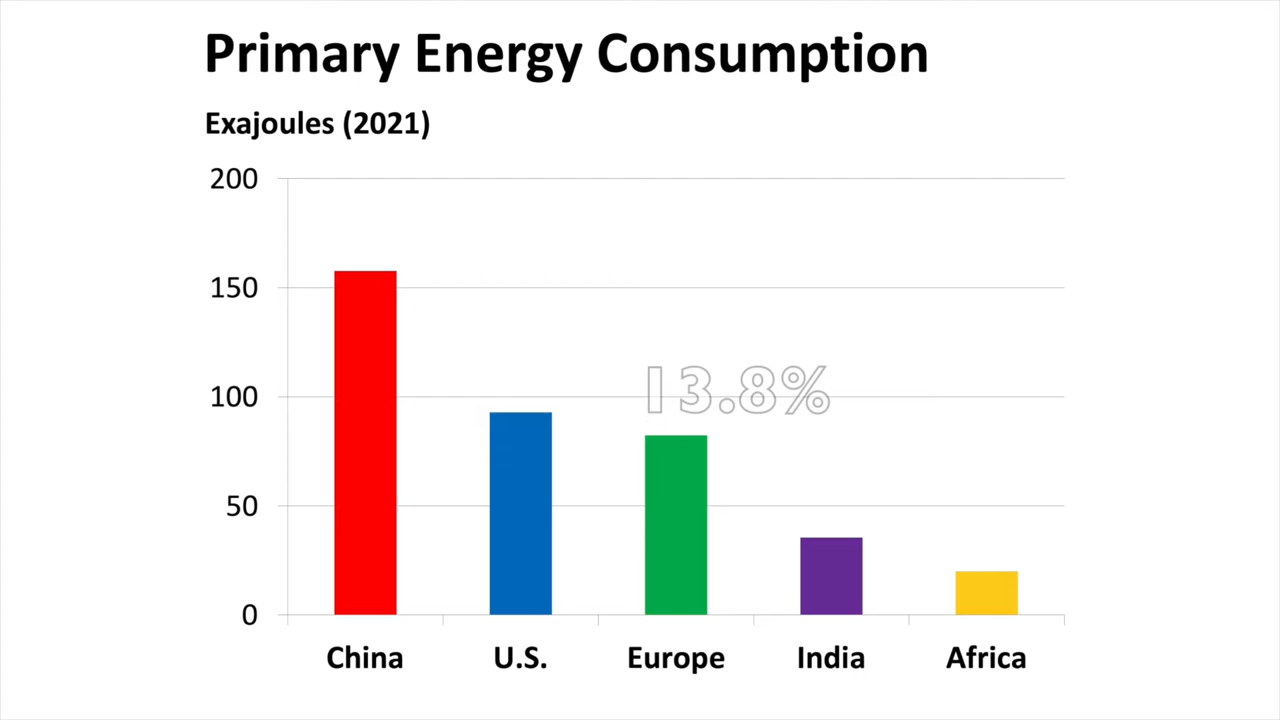 Primary Energy Consumption
Exajoules (2021)
200
150
13.8%
100
50
0
China U.S. Europe India Africa